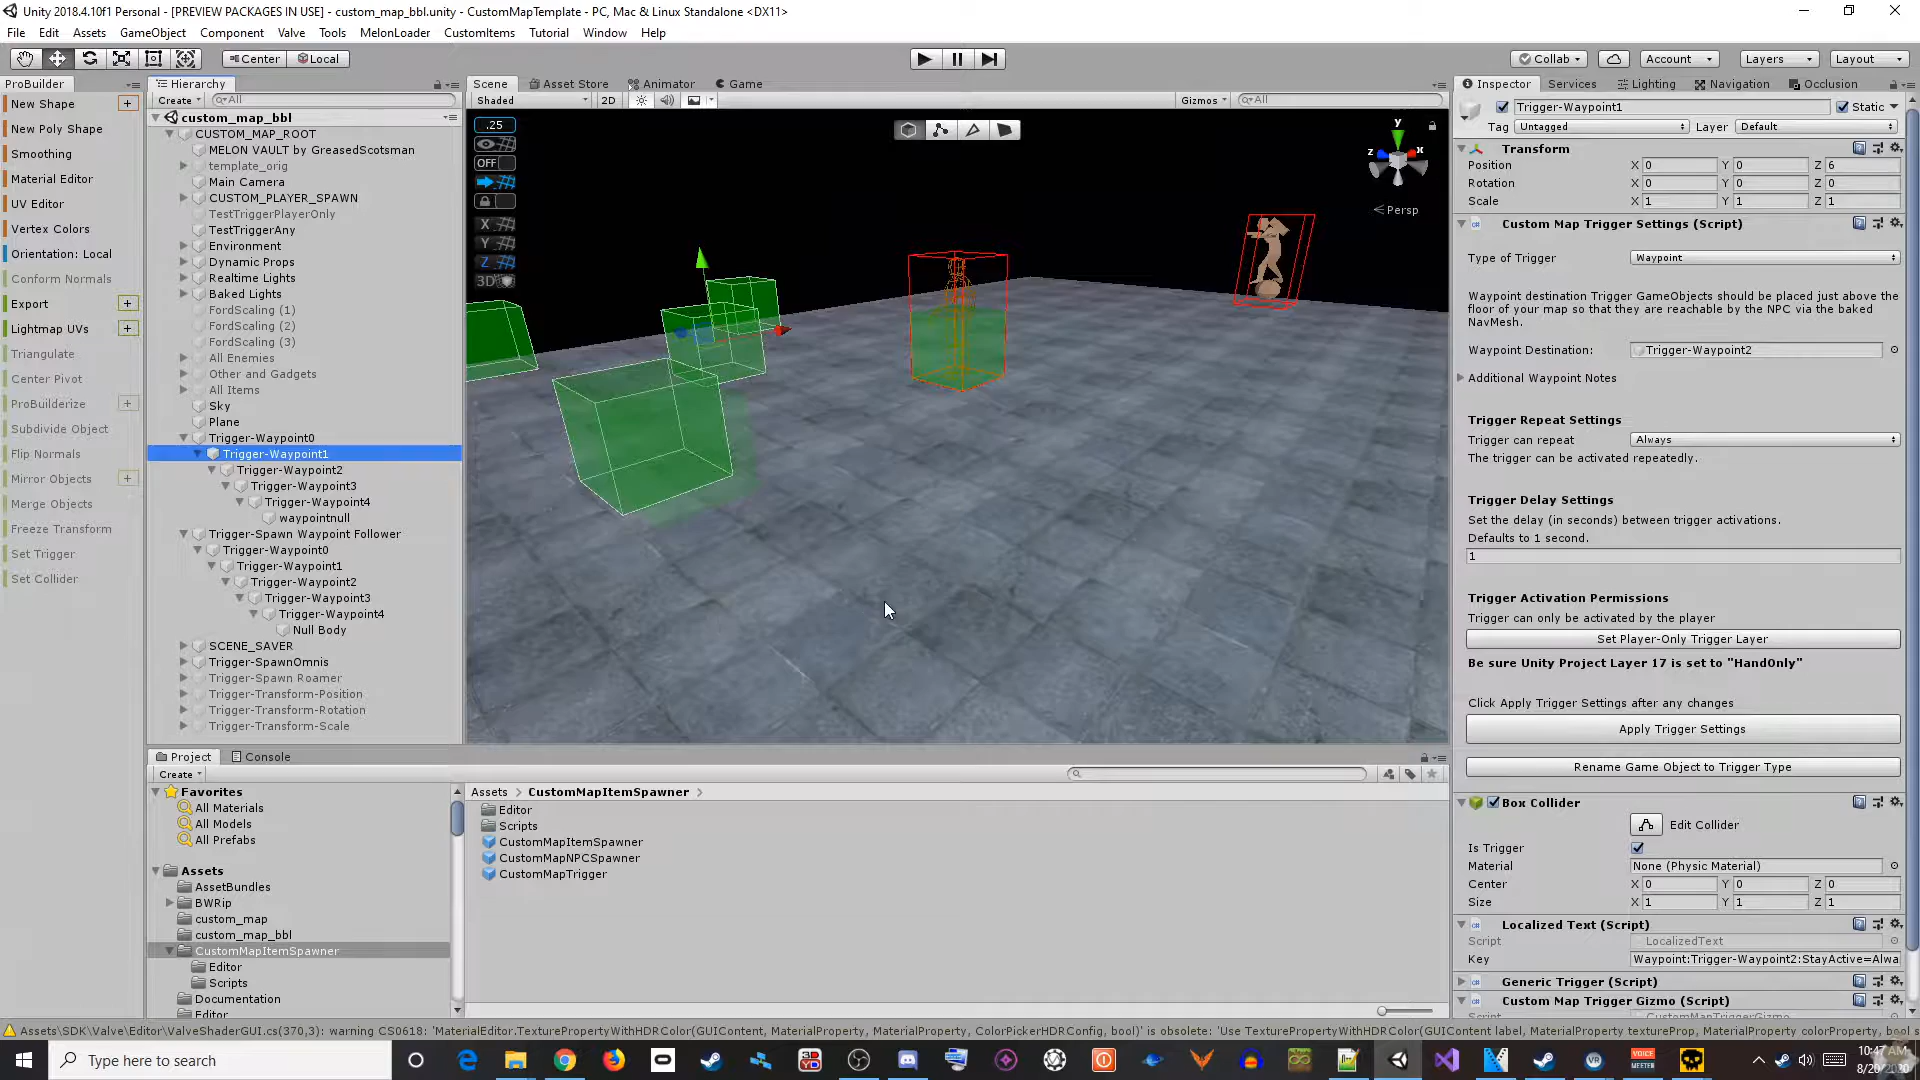 Unity 2018.4.10f1 Personal - [PREVIEW PACKAGES IN USE] - custom_map_bbl.unity - CustomMapTemplate - PC, Mac & Linux Standalone <DX11>
File Edit Assets GameObject Component Valve Tools MelonLoader CustomItems Tutorial Window Help
Center Local Collab Account Layers Layout
ProBuilder
New Shape
New Poly Shape
Smoothing
Material Editor
UV Editor
Vertex Colors
Orientation: Local
Conform Normals
Export
Lightmap UVs
Triangulate
Center Pivot
ProBuilderize
Subdivide Object
Flip Normals
Mirror Objects
Merge Objects
Freeze Transform
Set Trigger
Set Collider
Hierarchy
Create All
custom_map_bbl
CUSTOM_MAP_ROOT
MELON VAULT by GreasedScotsman
template_orig
Main Camera
CUSTOM_PLAYER_SPAWN
TestTriggerPlayerOnly
TestTriggerAny
Environment
Dynamic Props
Realtime Lights
Baked Lights
FordScaling (1)
FordScaling (2)
FordScaling (3)
All Enemies
Other and Gadgets
All Items
Sky
Plane
Trigger-Waypoint0
Trigger-Waypoint1
Trigger-Waypoint2
Trigger-Waypoint3
Trigger-Waypoint4
waypointnull
Trigger-Spawn Waypoint Follower
Trigger-Waypoint0
Trigger-Waypoint1
Trigger-Waypoint2
Trigger-Waypoint3
Trigger-Waypoint4
Null Body
SCENE_SAVER
Trigger-SpawnOmnis
Trigger-Spawn Roamer
Trigger-Transform-Position
Trigger-Transform-Rotation
Trigger-Transform-Scale
Scene Asset Store Animator Game
Shaded 2D Gizmos All
.25
OFF
X
Y
Z
3D
y
z x
Persp
Inspector Services Lighting Navigation Occlusion
Trigger-Waypoint1 Static
Tag Untagged Layer Default
Transform
Position X 0 Y 0 Z 6
Rotation X 0 Y 0 Z 0
Scale X 1 Y 1 Z 1
Custom Map Trigger Settings (Script)
Type of Trigger Waypoint
Waypoint destination Trigger GameObjects should be placed just above the
floor of your map so that they are reachable by the NPC via the baked
NavMesh.
Waypoint Destination: Trigger-Waypoint2
Additional Waypoint Notes
Trigger Repeat Settings
Trigger can repeat Always
The trigger can be activated repeatedly.
Trigger Delay Settings
Set the delay (in seconds) between trigger activations.
Defaults to 1 second.
1
Trigger Activation Permissions
Trigger can only be activated by the player
Set Player-Only Trigger Layer
Be sure Unity Project Layer 17 is set to "HandOnly"
Click Apply Trigger Settings after any changes
Apply Trigger Settings
Rename Game Object to Trigger Type
Box Collider
Edit Collider
Is Trigger
Material None (Physic Material)
Center X 0 Y 0 Z 0
Size X 1 Y 1 Z 1
Localized Text (Script)
Script LocalizedText
Key Waypoint:Trigger-Waypoint2:StayActive=Alwa
Generic Trigger (Script)
Custom Map Trigger Gizmo (Script)
Script CustomMapTriggerGizmo
Project Console
Create
Favorites
All Materials
All Models
All Prefabs
Assets
AssetBundles
BWRip
custom_map
custom_map_bbl
CustomMapItemSpawner
Editor
Scripts
Documentation
Editor
Assets > CustomMapItemSpawner >
Editor
Scripts
CustomMapItemSpawner
CustomMapNPCSpawner
CustomMapTrigger
Assets\SDK\Valve\Editor\ValveShaderGUI.cs(370,3): warning CS0618: 'MaterialEditor.TexturePropertyWithHDRColor(GUIContent, MaterialProperty, MaterialProperty, ColorPickerHDRConfig, bool)' is obsolete: 'Use TexturePropertyWithHDRColor(GUIContent label, MaterialProperty textureProp, MaterialProperty colorProperty, bool s
Type here to search
VR
VOICE
MEETER
10:47 AM
8/20/2020